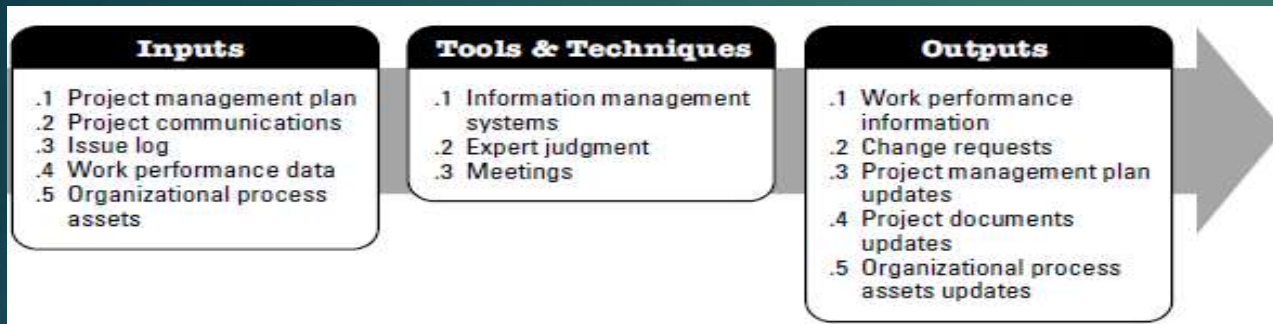 Inputs
.1 Project management plan
.2 Project communications
.3 Issue log
.4 Work performance data
.5 Organizational process
assets
Tools & Techniques
.1 Information management
systems
.2 Expert judgment
.3 Meetings
Outputs
.1 Work performance
information
.2 Change requests
.3 Project management plan
updates
.4 Project documents
updates
.5 Organizational process
assets updates